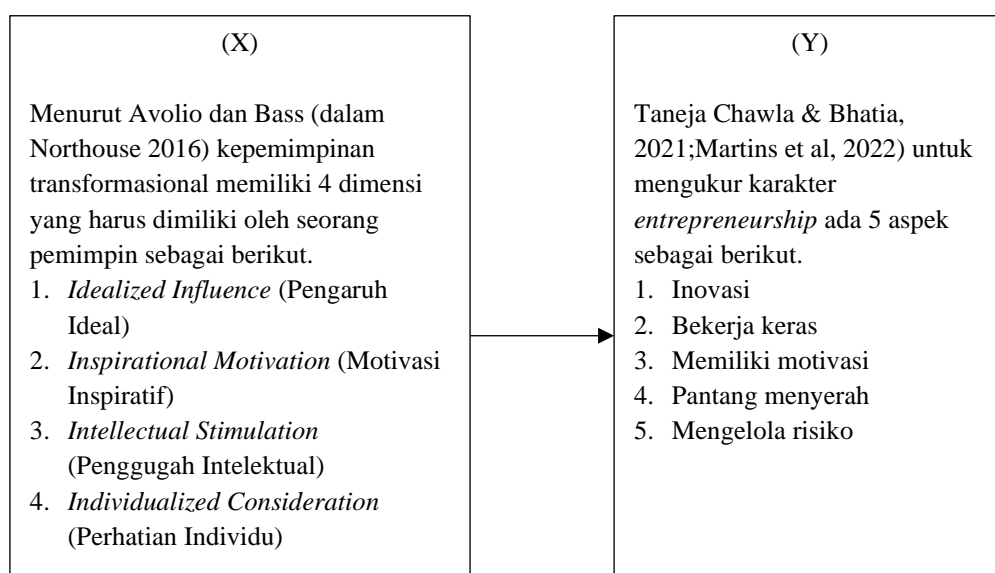 (X)
Menurut Avolio dan Bass (dalam
Northouse 2016) kepemimpinan
transformasional memiliki 4 dimensi
yang harus dimiliki oleh seorang
pemimpin sebagai berikut.
1. Idealized Influence (Pengaruh
Ideal)
2. Inspirational Motivation (Motivasi
Inspiratif)
3. Intellectual Stimulation
(Penggugah Intelektual)
4. Individualized Consideration
(Perhatian Individu)
(Y)
Taneja Chawla & Bhatia,
2021;Martins et al, 2022) untuk
mengukur karakter
entrepreneurship ada 5 aspek
sebagai berikut.
1. Inovasi
2. Bekerja keras
3. Memiliki motivasi
4. Pantang menyerah
5. Mengelola risiko